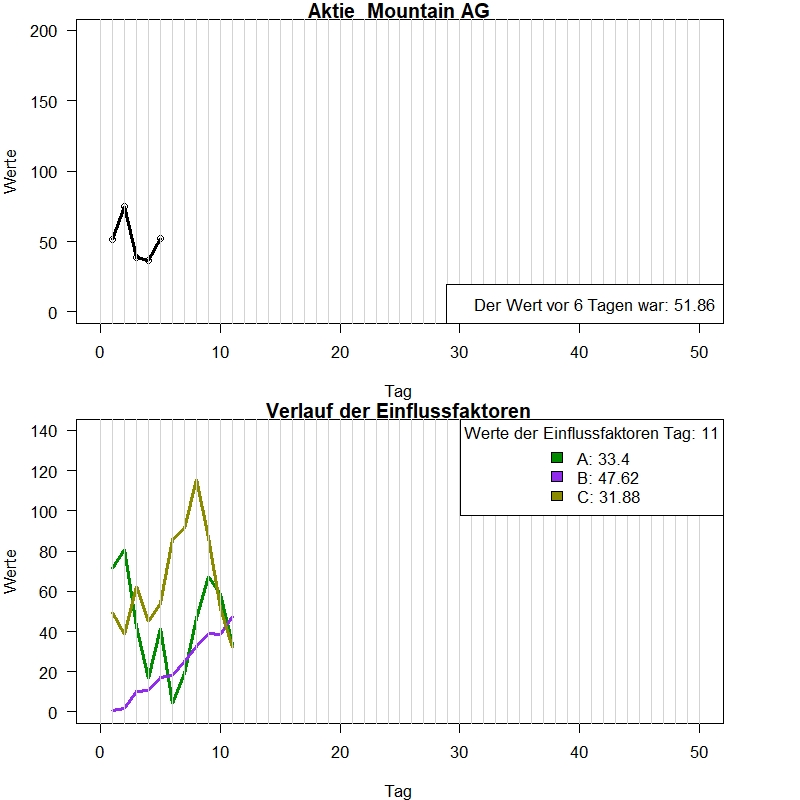 Aktie  Mountain AG
200
150
100
50
0
Werte
Der Wert vor 6 Tagen war: 51.86
0 10 20 30 40 50
Tag
Verlauf der Einflussfaktoren
140
120
100
80
60
40
20
0
Werte
Werte der Einflussfaktoren Tag: 11
A: 33.4
B: 47.62
C: 31.88
0 10 20 30 40 50
Tag